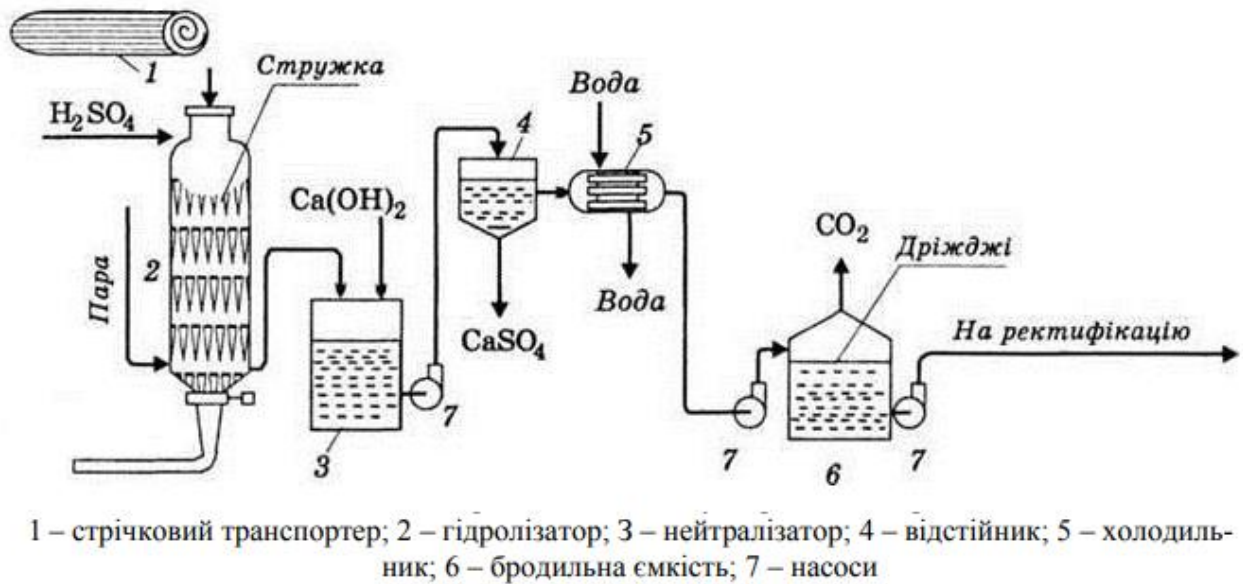 1
Стружка
H₂SO₄
Вода
4
5
Ca(OH)₂
CO₂
Дріжджі
Пара
2
Вода
CaSO₄
На ректифікацію
7
3
7
6
7
1 – стрічковий транспортер; 2 – гідролізатор; 3 – нейтралізатор; 4 – відстійник; 5 – холодиль-
ник; 6 – бродильна ємкість; 7 – насоси